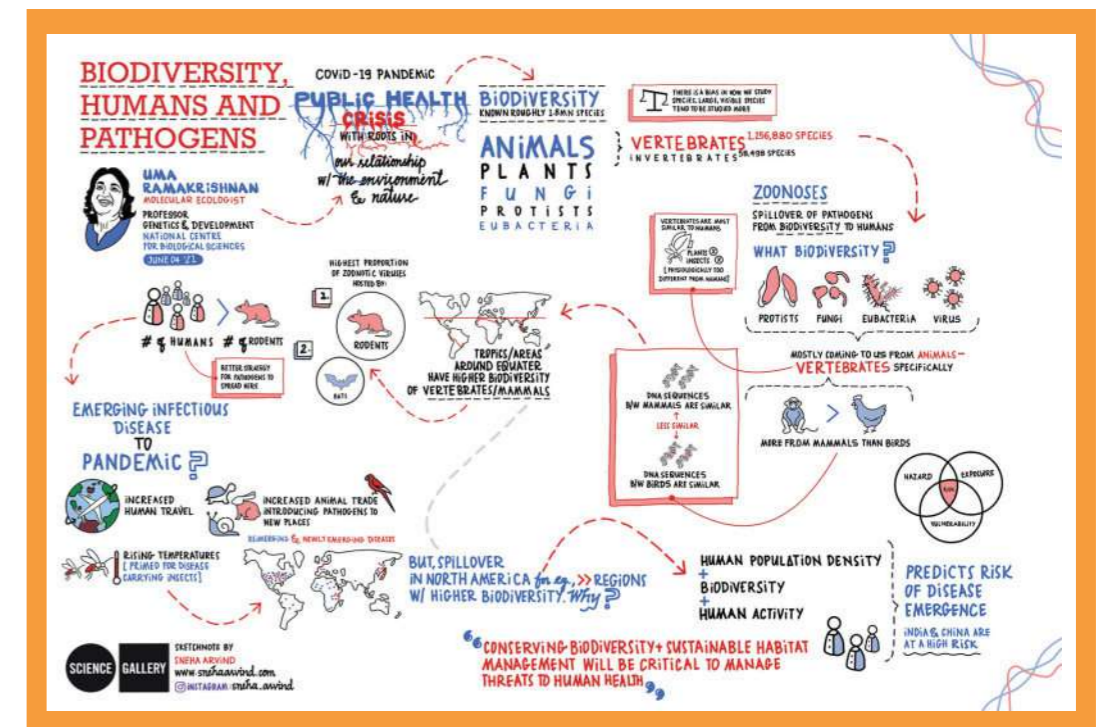 BIODIVERSITY,
HUMANS AND
PATHOGENS
UMA
RAMAKRISHNAN
MOLECULAR ECOLOGIST
PROFESSOR
GENETICS & DEVELOPMENT
NATIONAL CENTRE
FOR BIOLOGICAL SCIENCES
JUNE 04 '21
COVID-19 PANDEMIC
PUBLIC HEALTH
CRISIS
WITH ROOTS IN
our relationship
w/ the environment
& nature
BIODIVERSITY
KNOWN ROUGHLY 1.8MN SPECIES
ANIMALS
PLANTS
FUNGI
PROTISTS
EUBACTERIA
THERE IS A BIAS IN HOW WE STUDY
SPECIES. LARGE, VISIBLE SPECIES
TEND TO BE STUDIED MORE
VERTEBRATES 1,256,880 SPECIES
INVERTEBRATES 58,498 SPECIES
ZOONOSES
SPILLOVER OF PATHOGENS
FROM BIODIVERSITY TO HUMANS
WHAT BIODIVERSITY?
PROTISTS FUNGI EUBACTERIA VIRUS
VERTEBRATES ARE MOST
SIMILAR TO HUMANS
PLANTS
INSECTS
[PHYSIOLOGICALLY TOO
DIFFERENT FROM HUMANS]
MOSTLY COMING TO US FROM ANIMALS-
VERTEBRATES SPECIFICALLY
>
MORE FROM MAMMALS THAN BIRDS
DNA SEQUENCES
B/W MAMMALS ARE SIMILAR
LESS SIMILAR
DNA SEQUENCES
B/W BIRDS ARE SIMILAR
TROPICS/AREAS
AROUND EQUATER
HAVE HIGHER BIODIVERSITY
OF VERTEBRATES/MAMMALS
HIGHEST PROPORTION
OF ZOONOTIC VIRUSES
HOSTED BY:
1.
RODENTS
2.
BATS
>
# of HUMANS # of RODENTS
BETTER STRATEGY
FOR PATHOGENS TO
SPREAD HERE
EMERGING INFECTIOUS
DISEASE
TO
PANDEMIC?
INCREASED
HUMAN TRAVEL
INCREASED ANIMAL TRADE
INTRODUCING PATHOGENS TO
NEW PLACES
RISING TEMPERATURES
[PRIMED FOR DISEASE
CARRYING INSECTS]
REMERGING & NEWLY EMERGING DISEASES
BUT, SPILLOVER
IN NORTH AMERICA for eg., >> REGIONS
W/ HIGHER BIODIVERSITY. Why?
HUMAN POPULATION DENSITY
+
BIODIVERSITY
+
HUMAN ACTIVITY
HAZARD
EXPOSURE
RISK
VULNERABILITY
PREDICTS RISK
OF DISEASE
EMERGENCE
INDIA & CHINA ARE
AT A HIGH RISK
“CONSERVING BIODIVERSITY + SUSTAINABLE HABITAT
MANAGEMENT WILL BE CRITICAL TO MANAGE
THREATS TO HUMAN HEALTH”
SCIENCE GALLERY
SKETCHNOTE BY
SNEHA ARVIND
www.snehaarvind.com
INSTAGRAM: sneha.arvind